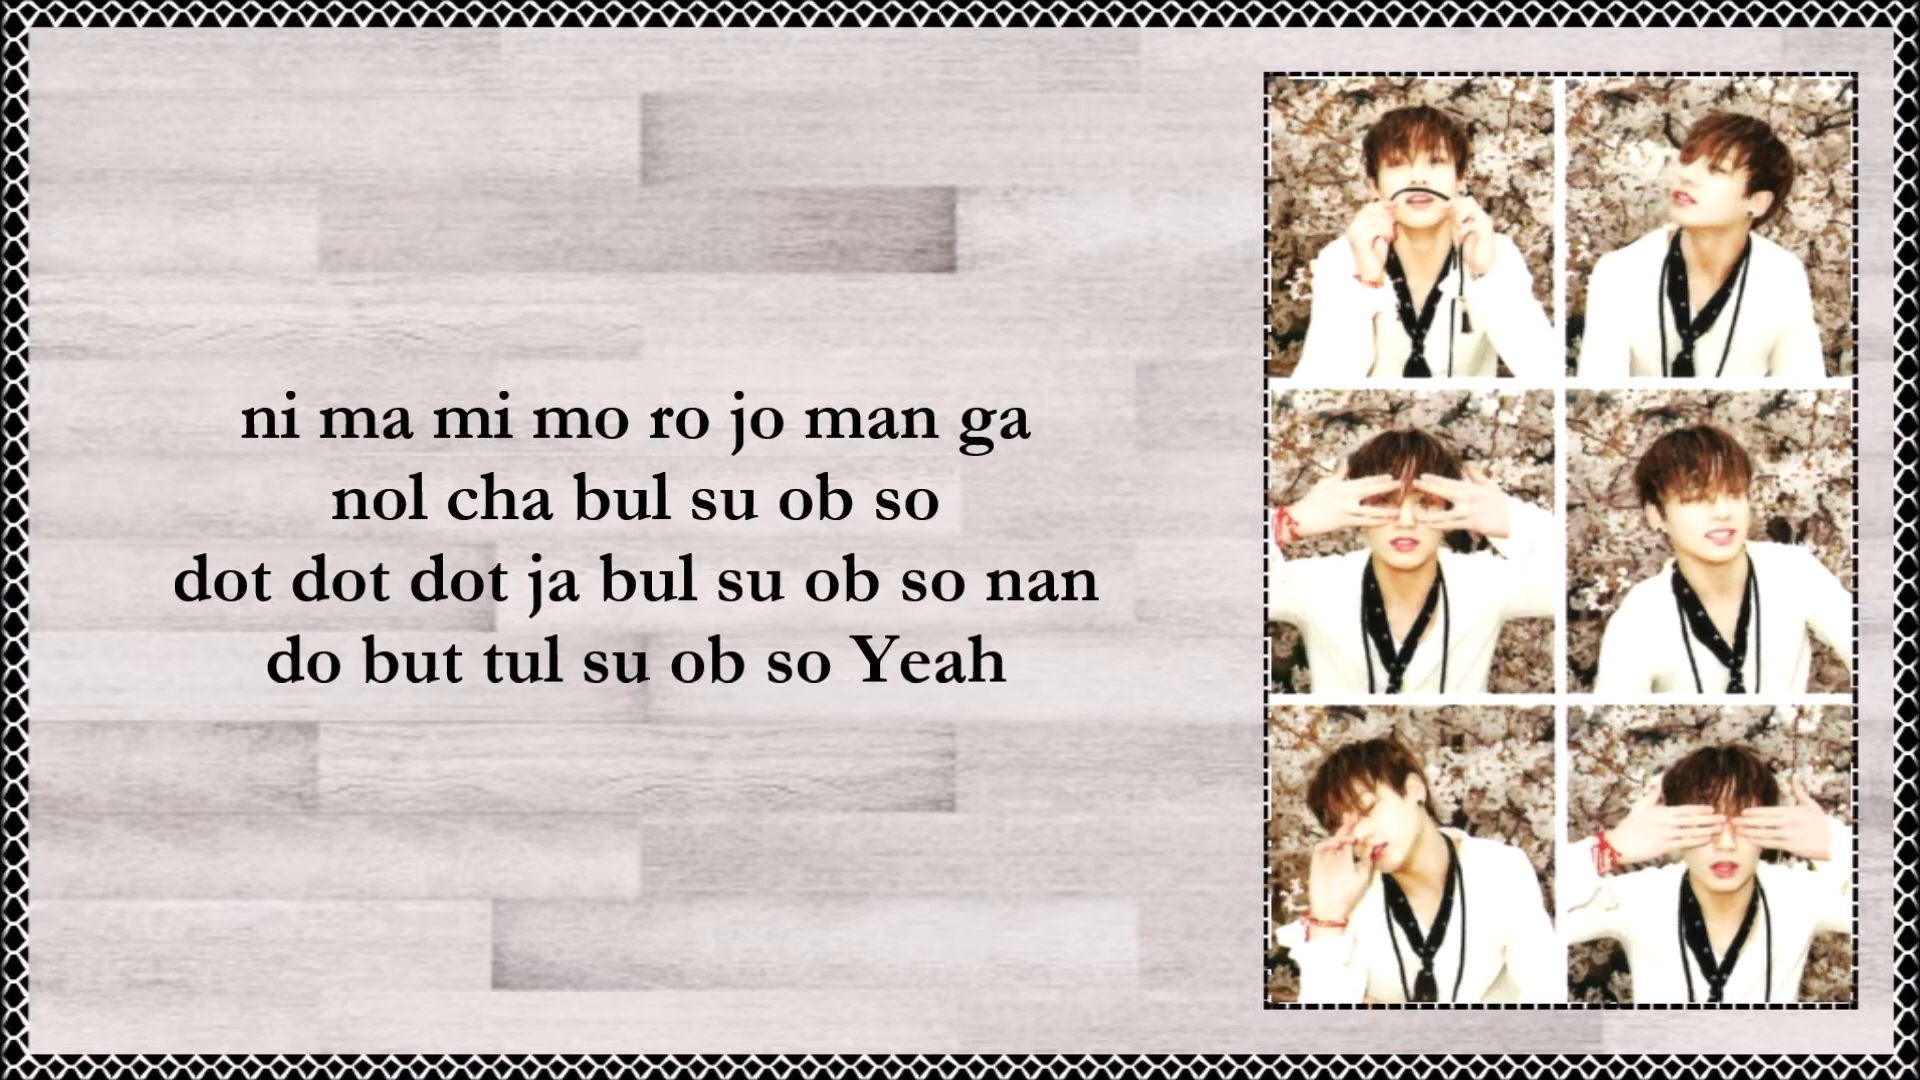 ni ma mi mo ro jo man ga
nol cha bul su ob so
dot dot dot ja bul su ob so nan
do but tul su ob so Yeah